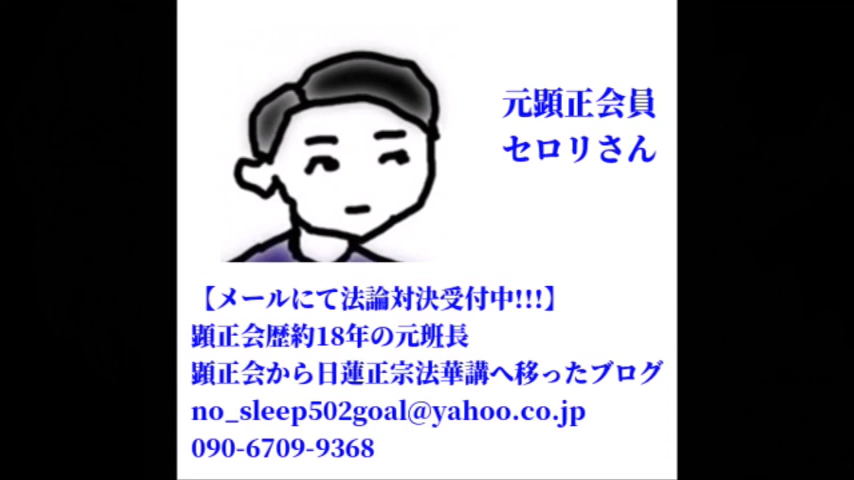 元顕正会員
セロリさん
【メールにて法論対決受付中!!!】
顕正会歴約18年の元班長
顕正会から日蓮正宗法華講へ移ったブログ
no_sleep502goal@yahoo.co.jp
090-6709-9368